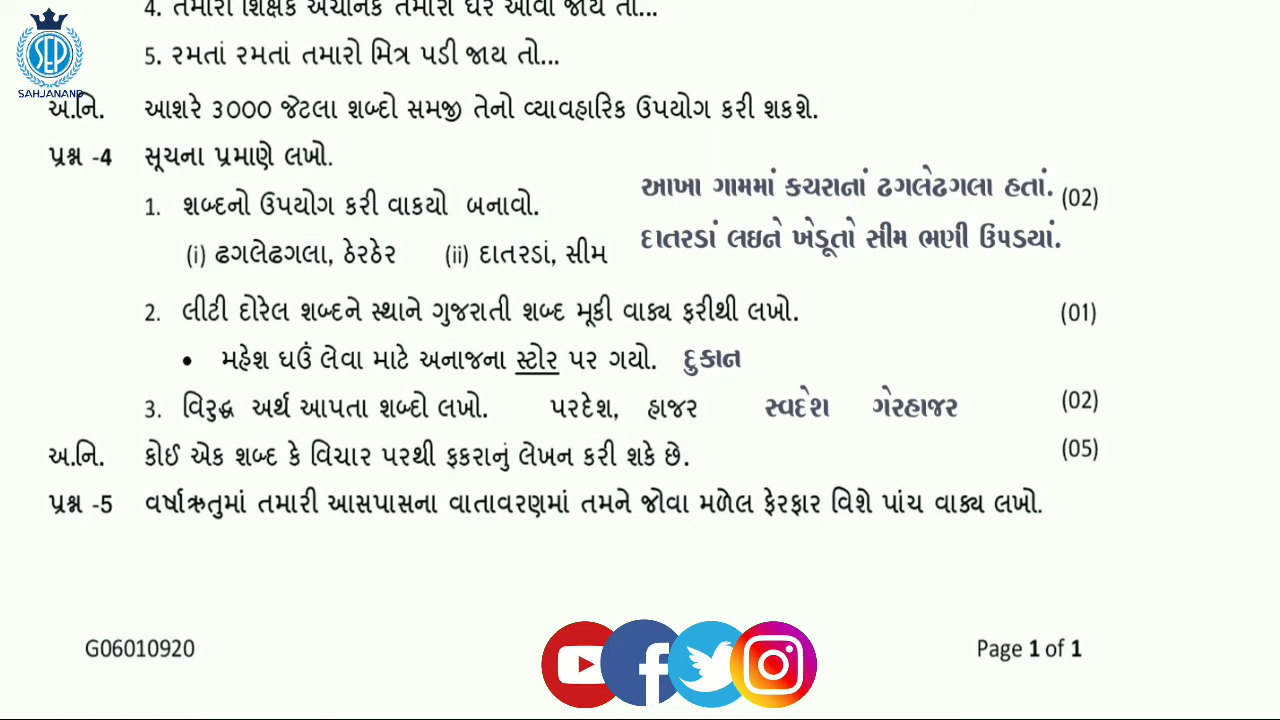 4. તમારા શિક્ષક અચાનક તમારા ઘરે આવી જાય તો...
SEP
SAHJANAND
5. રમતાં રમતાં તમારો મિત્ર પડી જાય તો...
અ.નિ. આશરે 3000 જેટલા શબ્દો સમજી તેનો વ્યાવહારિક ઉપયોગ કરી શકશે.
પ્રશ્ન -4 સૂચના પ્રમાણે લખો.
1. શબ્દનો ઉપયોગ કરી વાકયો બનાવો. આખા ગામમાં કચરાનાં ઢગલેઢગલા હતાં. (02)
(i) ઢગલેઢગલા, ઠેરઠેર (ii) દાતરડાં, સીમ દાતરડાં લઇને ખેડૂતો સીમ ભણી ઉપડયાં.
2. લીટી દોરેલ શબ્દને સ્થાને ગુજરાતી શબ્દ મૂકી વાક્ય ફરીથી લખો. (01)
• મહેશ ઘઉં લેવા માટે અનાજના સ્ટોર પર ગયો. દુકાન
3. વિરુદ્ધ અર્થ આપતા શબ્દો લખો. પરદેશ, હાજર સ્વદેશ ગેરહાજર (02)
અ.નિ. કોઈ એક શબ્દ કે વિચાર પરથી ફકરાનું લેખન કરી શકે છે. (05)
પ્રશ્ન -5 વર્ષાઋતુમાં તમારી આસપાસના વાતાવરણમાં તમને જોવા મળેલ ફેરફાર વિશે પાંચ વાક્ય લખો.
G06010920 Page 1 of 1